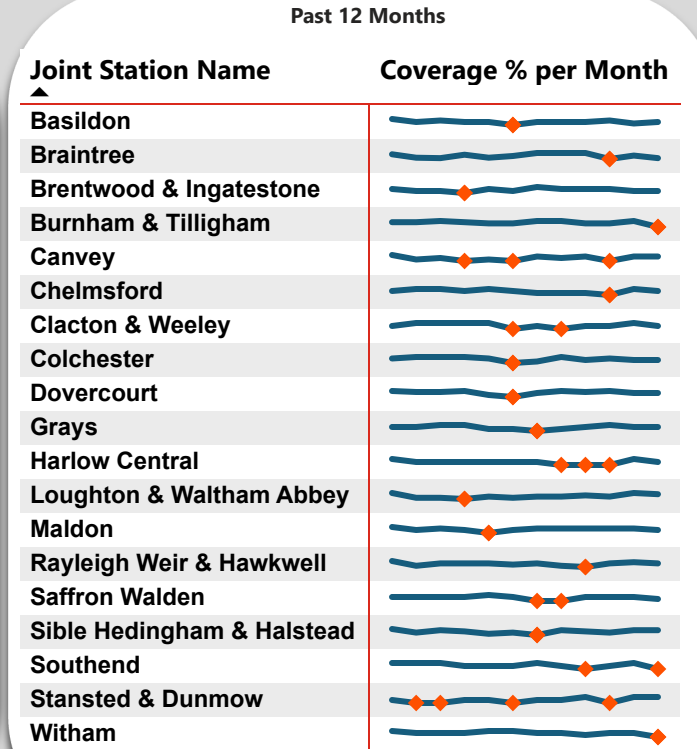 Past 12 Months
Joint Station Name Coverage % per Month
Basildon
Braintree
Brentwood & Ingatestone
Burnham & Tilligham
Canvey
Chelmsford
Clacton & Weeley
Colchester
Dovercourt
Grays
Harlow Central
Loughton & Waltham Abbey
Maldon
Rayleigh Weir & Hawkwell
Saffron Walden
Sible Hedingham & Halstead
Southend
Stansted & Dunmow
Witham